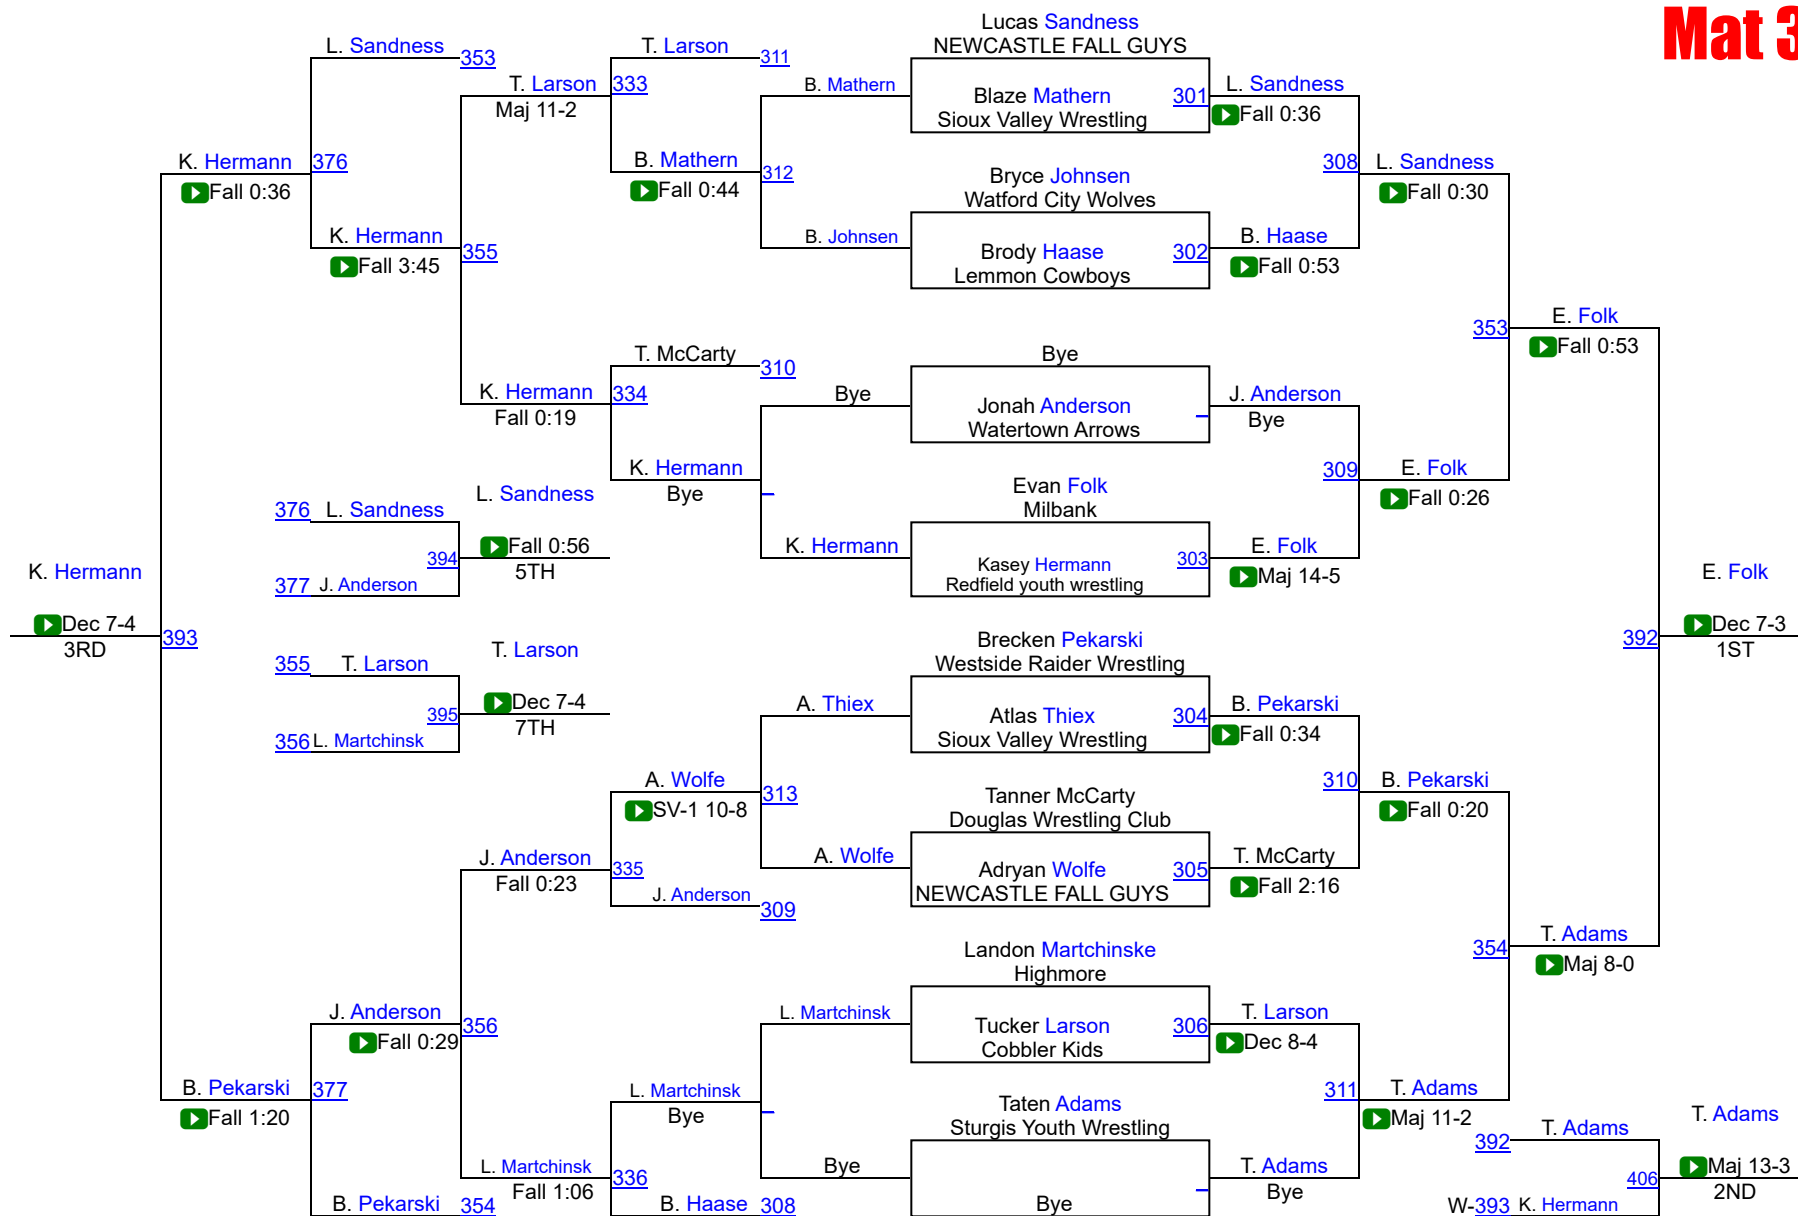 Mat 3
Lucas Sandness
NEWCASTLE FALL GUYS
L. Sandness
353
T. Larson
311
T. Larson
333
Maj 11-2
B. Mathern
Blaze Mathern
301
Sioux Valley Wrestling
L. Sandness
Fall 0:36
K. Hermann
376
Fall 0:36
B. Mathern
312
Fall 0:44
Bryce Johnsen
Watford City Wolves
308
L. Sandness
Fall 0:30
K. Hermann
355
Fall 3:45
B. Johnsen
Brody Haase
302
Lemmon Cowboys
B. Haase
Fall 0:53
353
E. Folk
Fall 0:53
T. McCarty
310
Bye
K. Hermann
334
Fall 0:19
Bye
Jonah Anderson
Watertown Arrows
J. Anderson
Bye
K. Hermann
Bye
Evan Folk
Milbank
309
E. Folk
Fall 0:26
376 L. Sandness
L. Sandness
394
Fall 0:56
5TH
377 J. Anderson
K. Hermann
Kasey Hermann
303
Redfield youth wrestling
E. Folk
Maj 14-5
K. Hermann
Dec 7-4
3RD
393
E. Folk
392
Dec 7-3
1ST
355 T. Larson
T. Larson
395
Dec 7-4
7TH
356 L. Martchinsk
Brecken Pekarski
Westside Raider Wrestling
A. Thiex
Atlas Thiex
304
Sioux Valley Wrestling
B. Pekarski
Fall 0:34
A. Wolfe
313
SV-1 10-8
Tanner McCarty
Douglas Wrestling Club
310
B. Pekarski
Fall 0:20
J. Anderson
335
Fall 0:23
A. Wolfe
Adryan Wolfe
305
NEWCASTLE FALL GUYS
T. McCarty
Fall 2:16
J. Anderson
309
Landon Martchinske
Highmore
354
T. Adams
Maj 8-0
J. Anderson
356
Fall 0:29
L. Martchinsk
Tucker Larson
306
Cobbler Kids
T. Larson
Dec 8-4
B. Pekarski
377
Fall 1:20
L. Martchinsk
Bye
Taten Adams
Sturgis Youth Wrestling
311
T. Adams
Maj 11-2
L. Martchinsk
336
Fall 1:06
Bye
T. Adams
Bye
392
T. Adams
T. Adams
406
Maj 13-3
2ND
B. Pekarski
354
B. Haase
308
Bye
W-393 K. Hermann